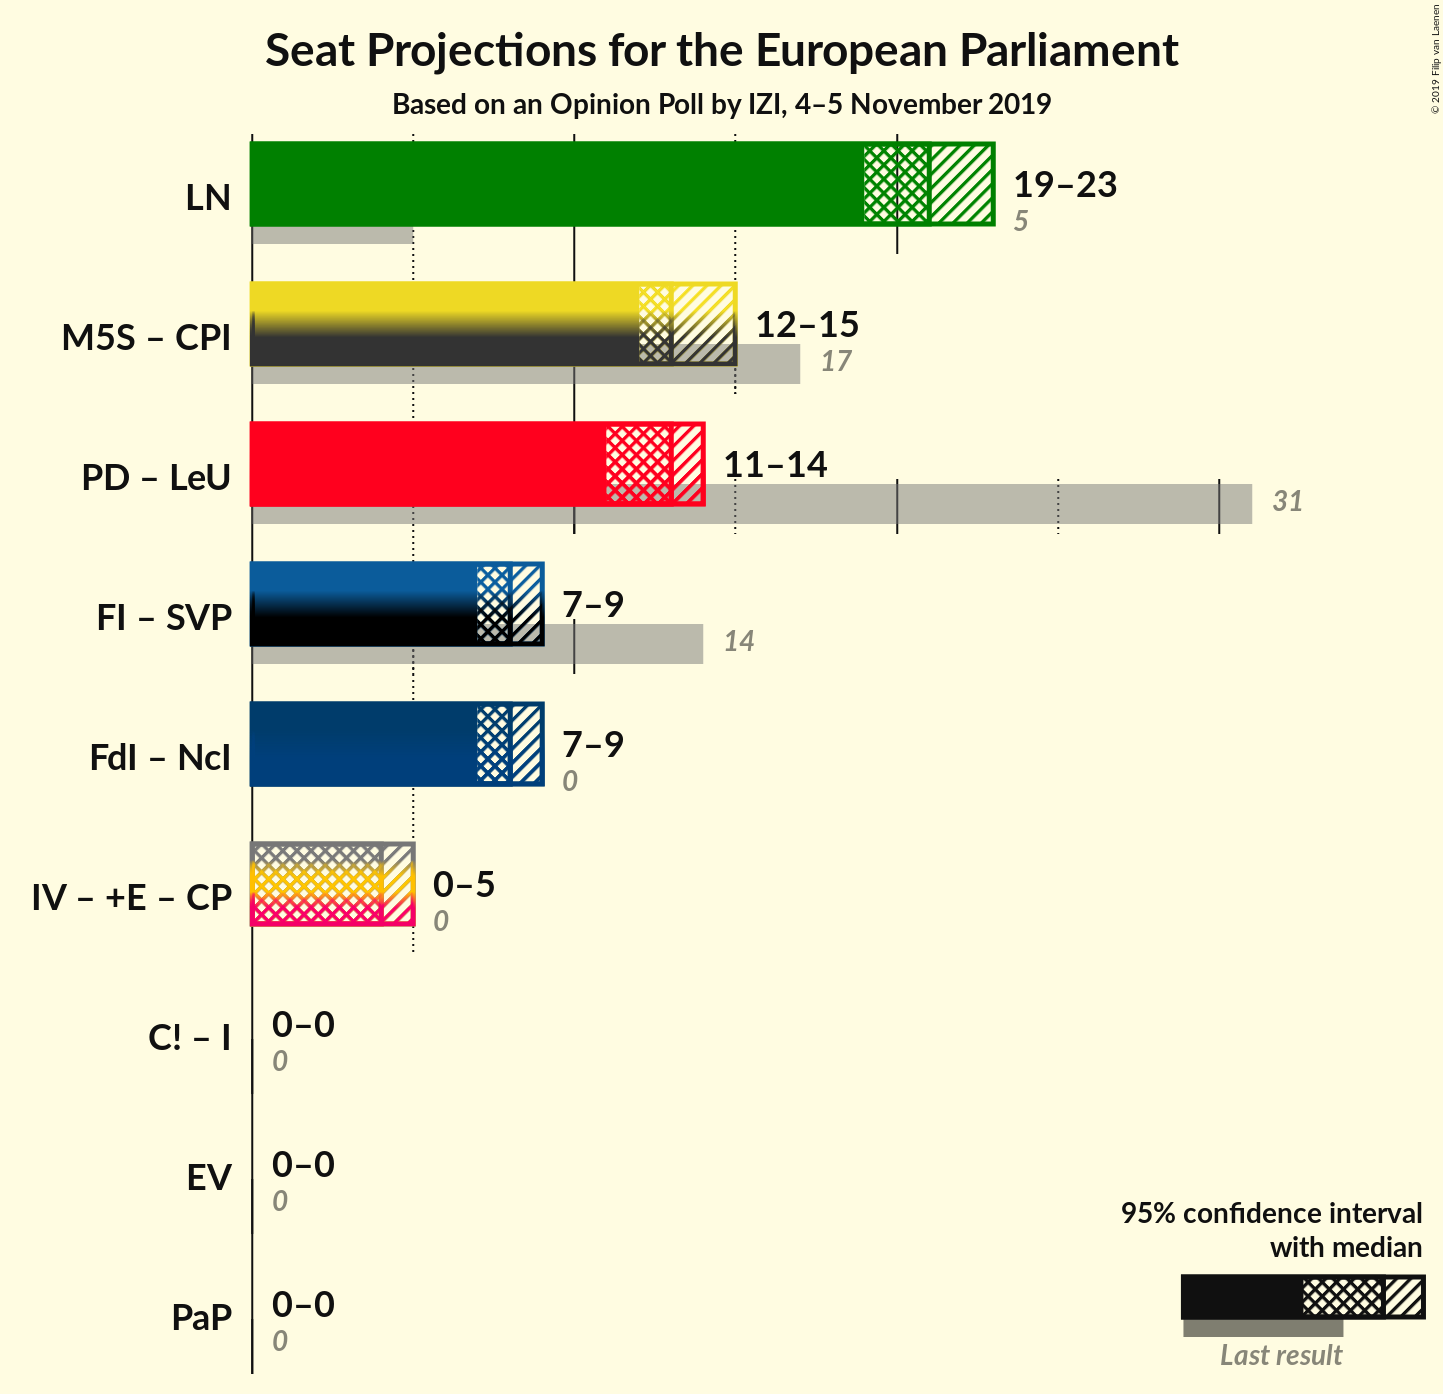 Seat Projections for the European Parliament
Based on an Opinion Poll by IZI, 4–5 November 2019
© 2019 Filip van Laenen
LN
19–23
5
M5S – CPI
12–15
17
PD – LeU
11–14
31
FI – SVP
7–9
14
FdI – NcI
7–9
0
IV – +E – CP
0–5
0
C! – I
0–0
0
EV
0–0
0
PaP
0–0
0
95% confidence interval
with median
Last result